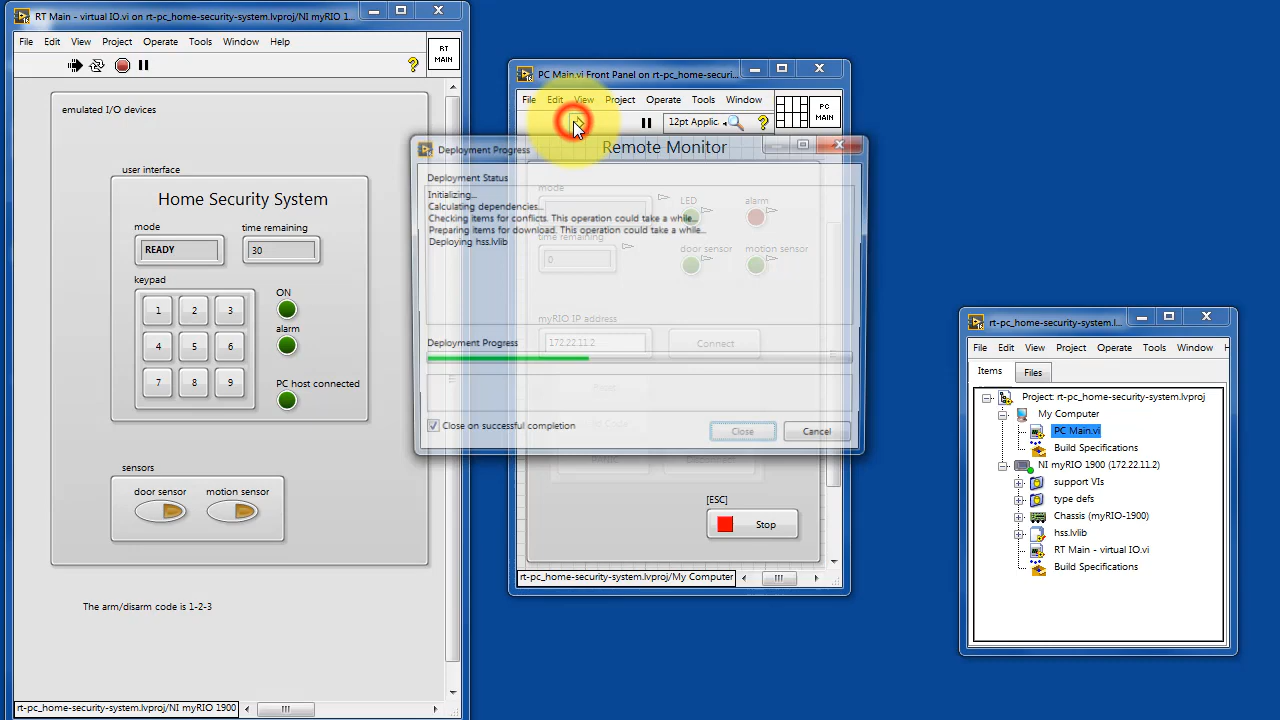 RT Main - virtual IO.vi on rt-pc_home-security-system.lvproj/NI myRIO 1...
File Edit View Project Operate Tools Window Help
RT
MAIN
emulated I/O devices
user interface
Home Security System
mode
time remaining
READY
30
keypad
1 2 3
4 5 6
7 8 9
ON
alarm
PC host connected
sensors
door sensor motion sensor
The arm/disarm code is 1-2-3
rt-pc_home-security-system.lvproj/NI myRIO 1900
PC Main.vi Front Panel on rt-pc_home-securi...
File Edit View Project Operate Tools Window
12pt Applic
PC
MAIN
Remote Monitor
mode
LED
alarm
time remaining
0
door sensor
motion sensor
myRIO IP address
172.22.11.2
Connect
[ESC]
Stop
rt-pc_home-security-system.lvproj/My Computer
Deployment Progress
Deployment Status
Initializing...
Calculating dependencies...
Checking items for conflicts. This operation could take a while...
Preparing items for download. This operation could take a while...
Deploying hss.lvlib
Deployment Progress
Close on successful completion
Close
Cancel
rt-pc_home-security-system.l...
File Edit View Project Operate Tools Window H
Items Files
Project: rt-pc_home-security-system.lvproj
My Computer
PC Main.vi
Build Specifications
NI myRIO 1900 (172.22.11.2)
support VIs
type defs
Chassis (myRIO-1900)
hss.lvlib
RT Main - virtual IO.vi
Build Specifications